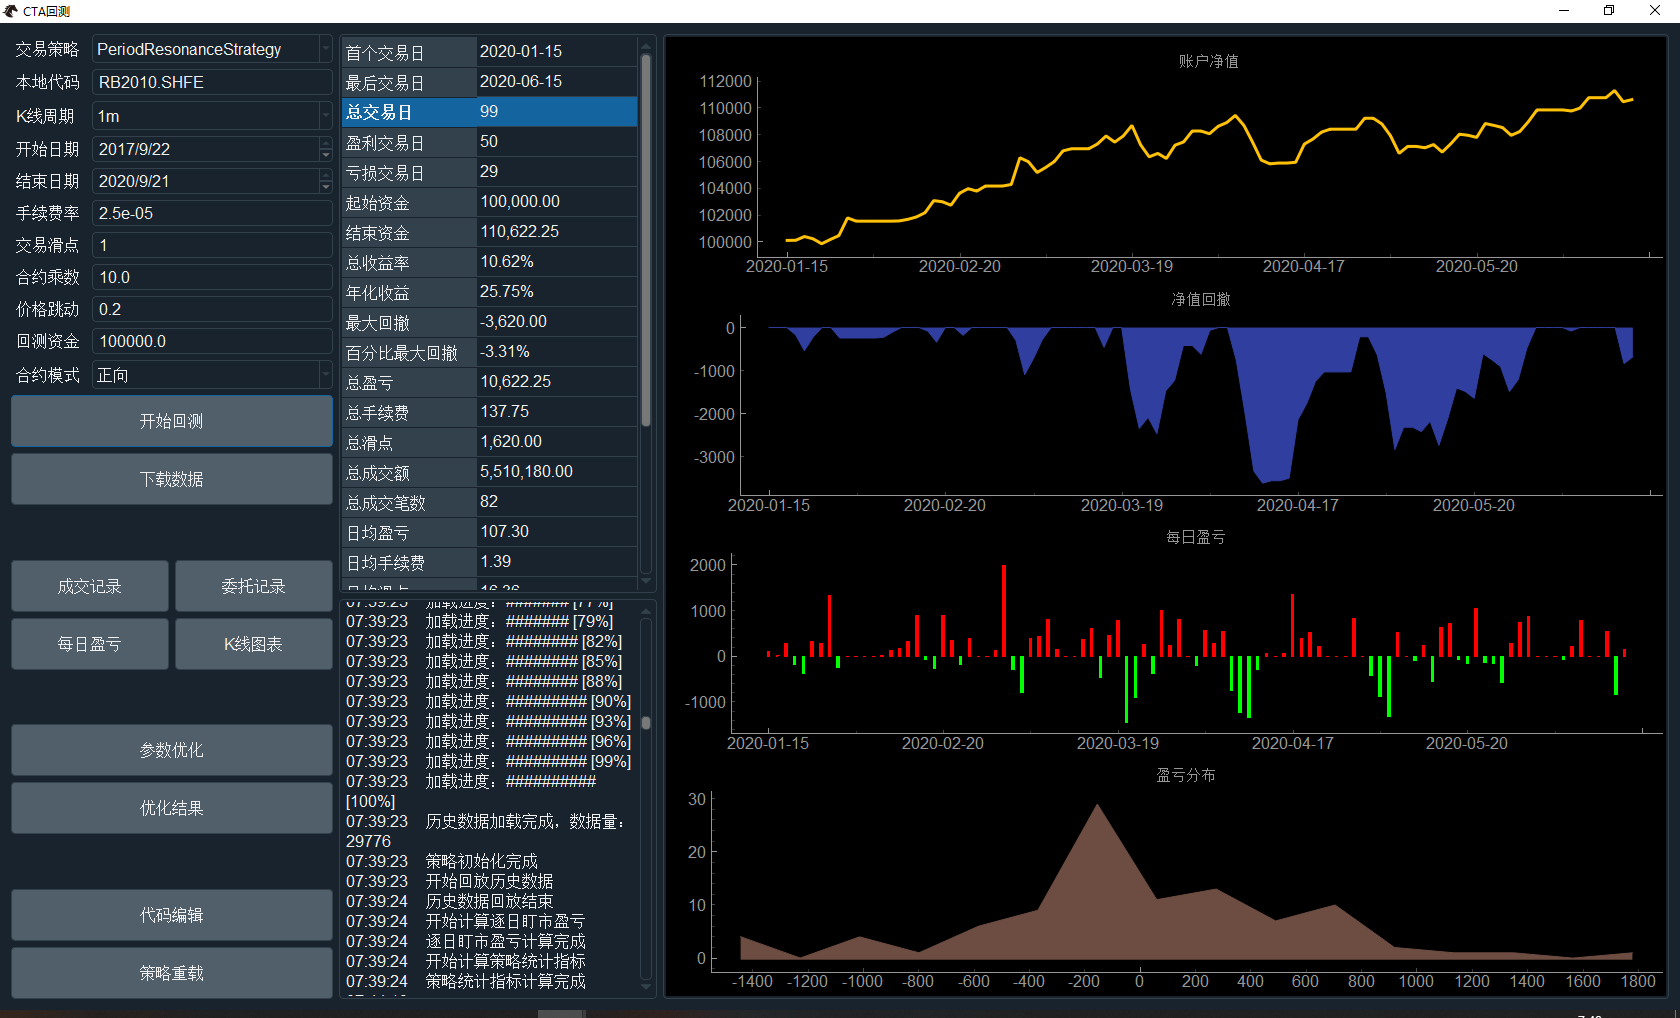 CTA回测
交易策略 PeriodResonanceStrategy
本地代码 RB2010.SHFE
K线周期 1m
开始日期 2017/9/22
结束日期 2020/9/21
手续费率 2.5e-05
交易滑点 1
合约乘数 10.0
价格跳动 0.2
回测资金 100000.0
合约模式 正向
开始回测
下载数据
成交记录 委托记录
每日盈亏 K线图表
参数优化
优化结果
代码编辑
策略重载
首个交易日 2020-01-15
最后交易日 2020-06-15
总交易日 99
盈利交易日 50
亏损交易日 29
起始资金 100,000.00
结束资金 110,622.25
总收益率 10.62%
年化收益 25.75%
最大回撤 -3,620.00
百分比最大回撤 -3.31%
总盈亏 10,622.25
总手续费 137.75
总滑点 1,620.00
总成交额 5,510,180.00
总成交笔数 82
日均盈亏 107.30
日均手续费 1.39
日均滑点 16.36
07:39:23 加载进度：####### [77%]
07:39:23 加载进度：####### [79%]
07:39:23 加载进度：######## [82%]
07:39:23 加载进度：######## [85%]
07:39:23 加载进度：######## [88%]
07:39:23 加载进度：######### [90%]
07:39:23 加载进度：######### [93%]
07:39:23 加载进度：######### [96%]
07:39:23 加载进度：######### [99%]
07:39:23 加载进度：##########
[100%]
07:39:23 历史数据加载完成，数据量：
29776
07:39:23 策略初始化完成
07:39:23 开始回放历史数据
07:39:24 历史数据回放结束
07:39:24 开始计算逐日盯市盈亏
07:39:24 逐日盯市盈亏计算完成
07:39:24 开始计算策略统计指标
07:39:24 策略统计指标计算完成
账户净值
112000
110000
108000
106000
104000
102000
100000
2020-01-15 2020-02-20 2020-03-19 2020-04-17 2020-05-20
净值回撤
0
-1000
-2000
-3000
2020-01-15 2020-02-20 2020-03-19 2020-04-17 2020-05-20
每日盈亏
2000
1000
0
-1000
2020-01-15 2020-02-20 2020-03-19 2020-04-17 2020-05-20
盈亏分布
30
20
10
0
-1400 -1200 -1000 -800 -600 -400 -200 0 200 400 600 800 1000 1200 1400 1600 1800